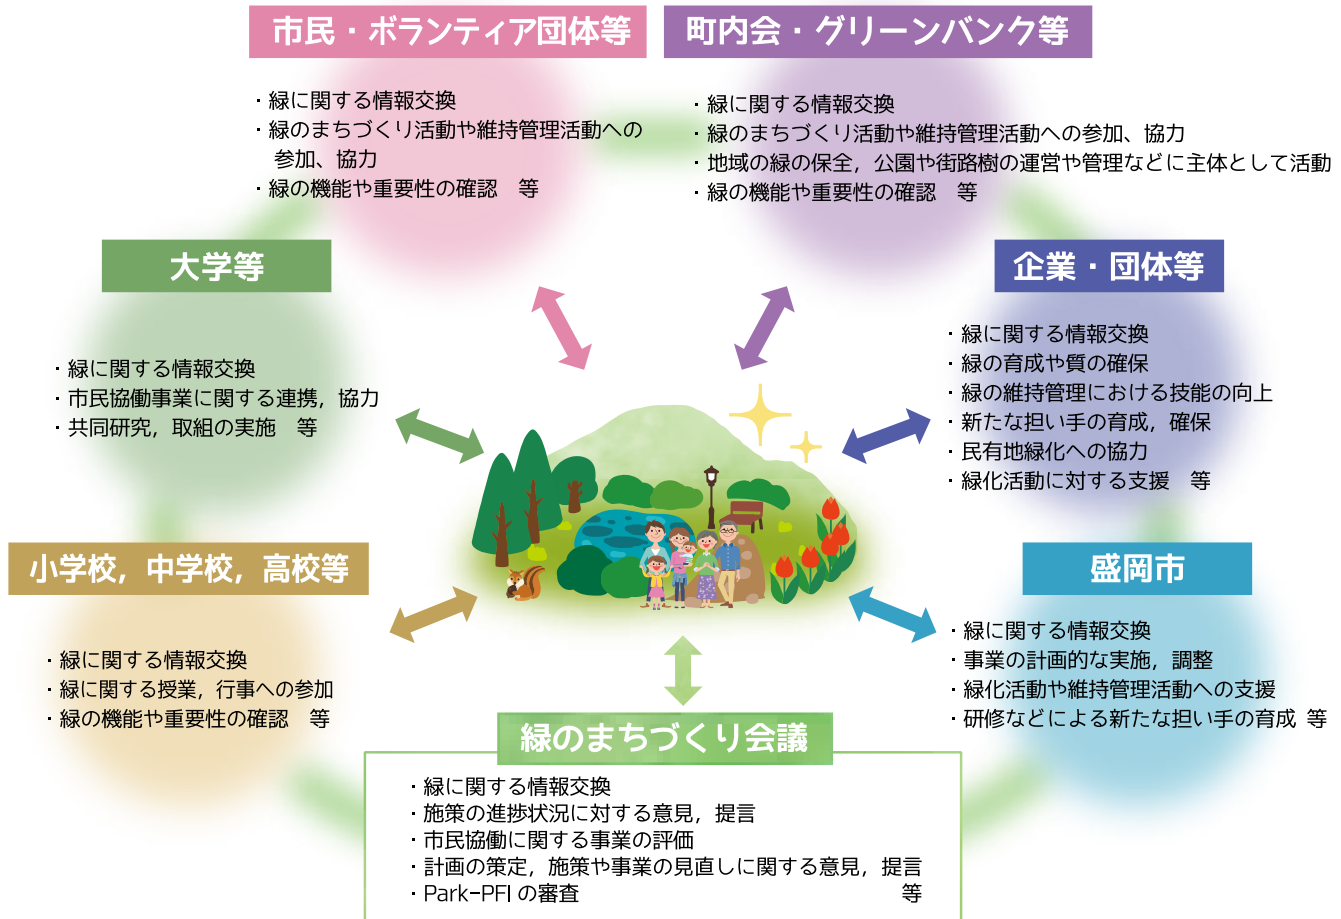 市民・ボランティア団体等
・緑に関する情報交換
・緑のまちづくり活動や維持管理活動への
参加、協力
・緑の機能や重要性の確認　等
町内会・グリーンバンク等
・緑に関する情報交換
・緑のまちづくり活動や維持管理活動への参加、協力
・地域の緑の保全，公園や街路樹の運営や管理などに主体として活動
・緑の機能や重要性の確認　等
大学等
・緑に関する情報交換
・市民協働事業に関する連携，協力
・共同研究，取組の実施　等
企業・団体等
・緑に関する情報交換
・緑の育成や質の確保
・緑の維持管理における技能の向上
・新たな担い手の育成，確保
・民有地緑化への協力
・緑化活動に対する支援　等
小学校，中学校，高校等
・緑に関する情報交換
・緑に関する授業，行事への参加
・緑の機能や重要性の確認　等
盛岡市
・緑に関する情報交換
・事業の計画的な実施，調整
・緑化活動や維持管理活動への支援
・研修などによる新たな担い手の育成 等
緑のまちづくり会議
・緑に関する情報交換
・施策の進捗状況に対する意見，提言
・市民協働に関する事業の評価
・計画の策定，施策や事業の見直しに関する意見，提言
・Park-PFI の審査　等